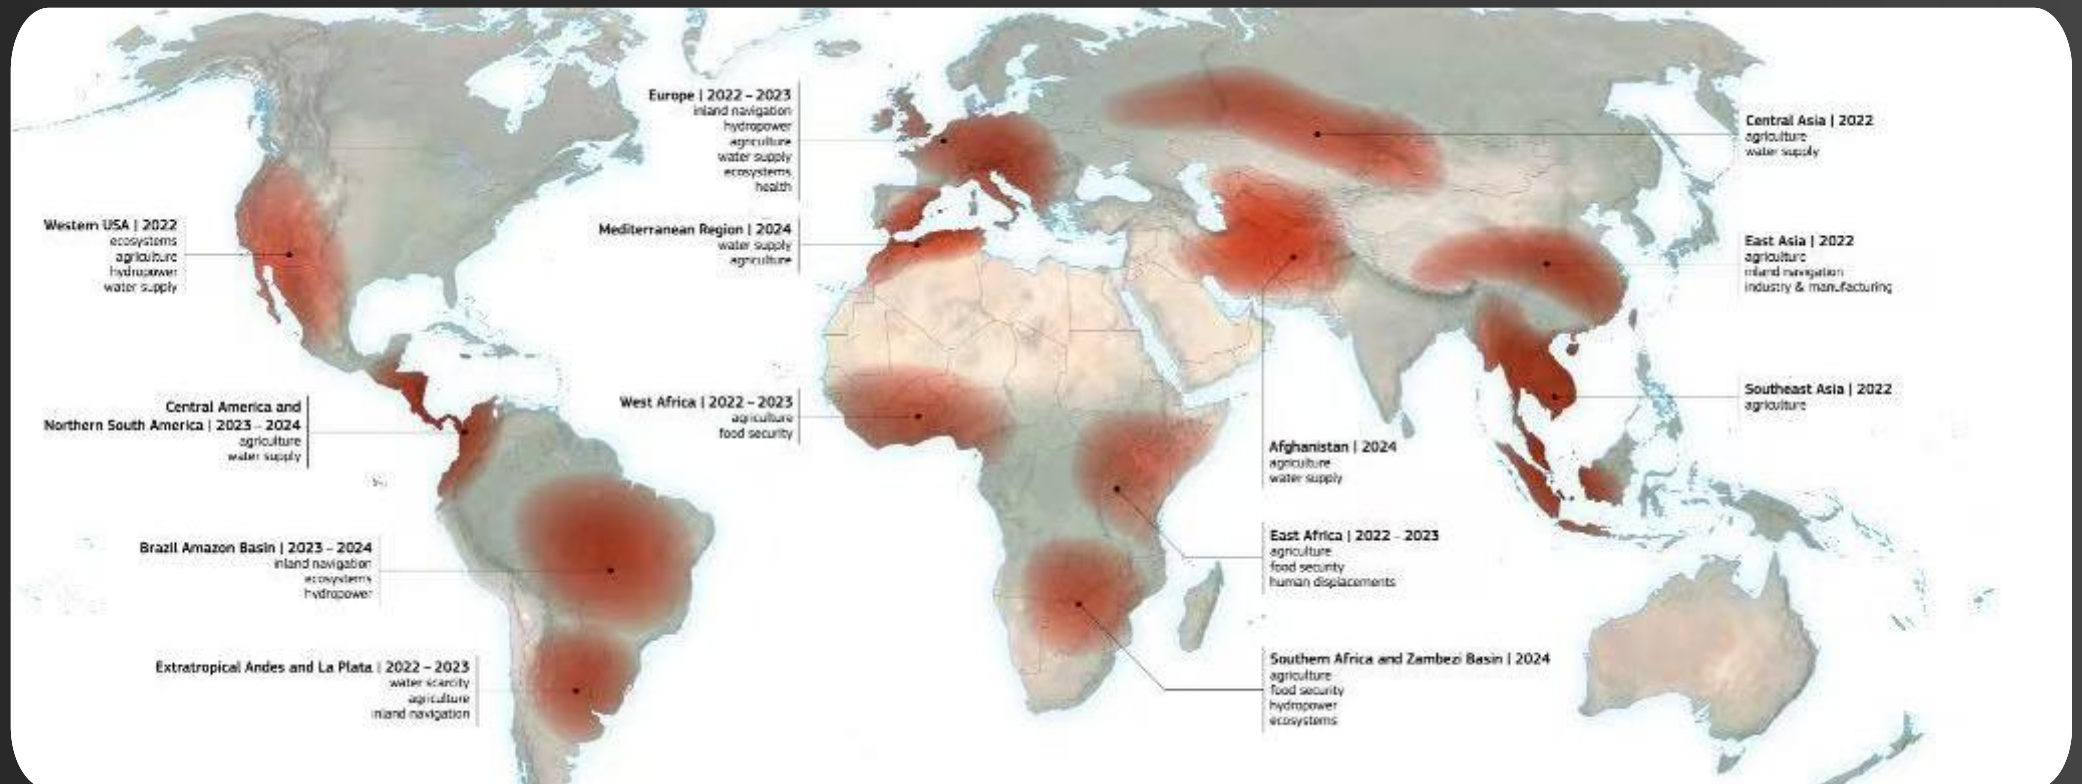 Europe | 2022 – 2023
inland navigation
hydropower
agriculture
water supply
ecosystems
health
Central Asia | 2022
agriculture
water supply
Western USA | 2022
ecosystems
agriculture
hydropower
water supply
Mediterranean Region | 2024
water supply
agriculture
East Asia | 2022
agriculture
inland navigation
industry & manufacturing
Central America and
Northern South America | 2023 – 2024
agriculture
water supply
West Africa | 2022 – 2023
agriculture
food security
Southeast Asia | 2022
agriculture
Afghanistan | 2024
agriculture
water supply
Brazil Amazon Basin | 2023 – 2024
inland navigation
ecosystems
hydropower
East Africa | 2022 – 2023
agriculture
food security
human displacements
Extratropical Andes and La Plata | 2022 – 2023
water scarcity
agriculture
inland navigation
Southern Africa and Zambezi Basin | 2024
agriculture
food security
hydropower
ecosystems